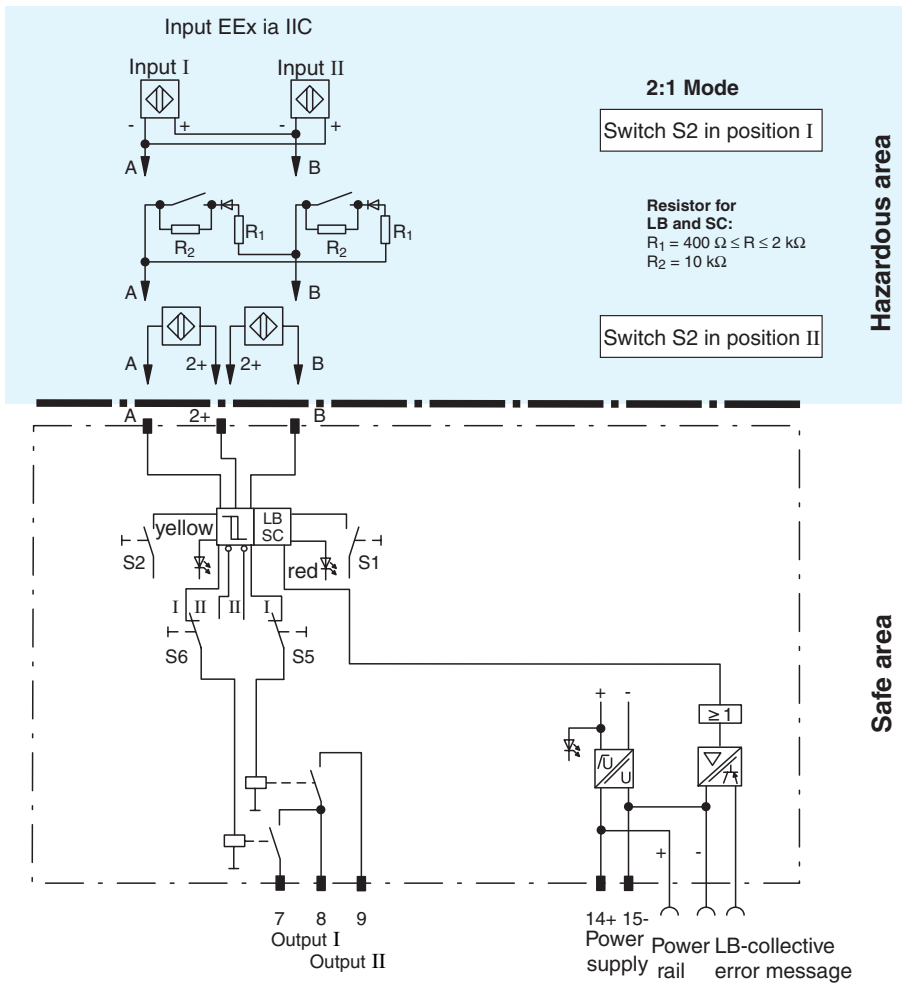 Input EEx ia IIC
Input I Input II
- + - +
A B
2:1 Mode
Switch S2 in position I
R2 R1 R2 R1
A B
Resistor for
LB and SC:
R1 = 400 Ω ≤ R ≤ 2 kΩ
R2 = 10 kΩ
A 2+ 2+ B
Switch S2 in position II
Hazardous area
A 2+ B
yellow LB
SC
S2 red S1
I II II I
S6 S5
Safe area
+ -
≥ 1
U U
+ -
7 8 9
Output I
Output II
14+ 15-
Power
supply
Power
rail
LB-collective
error message